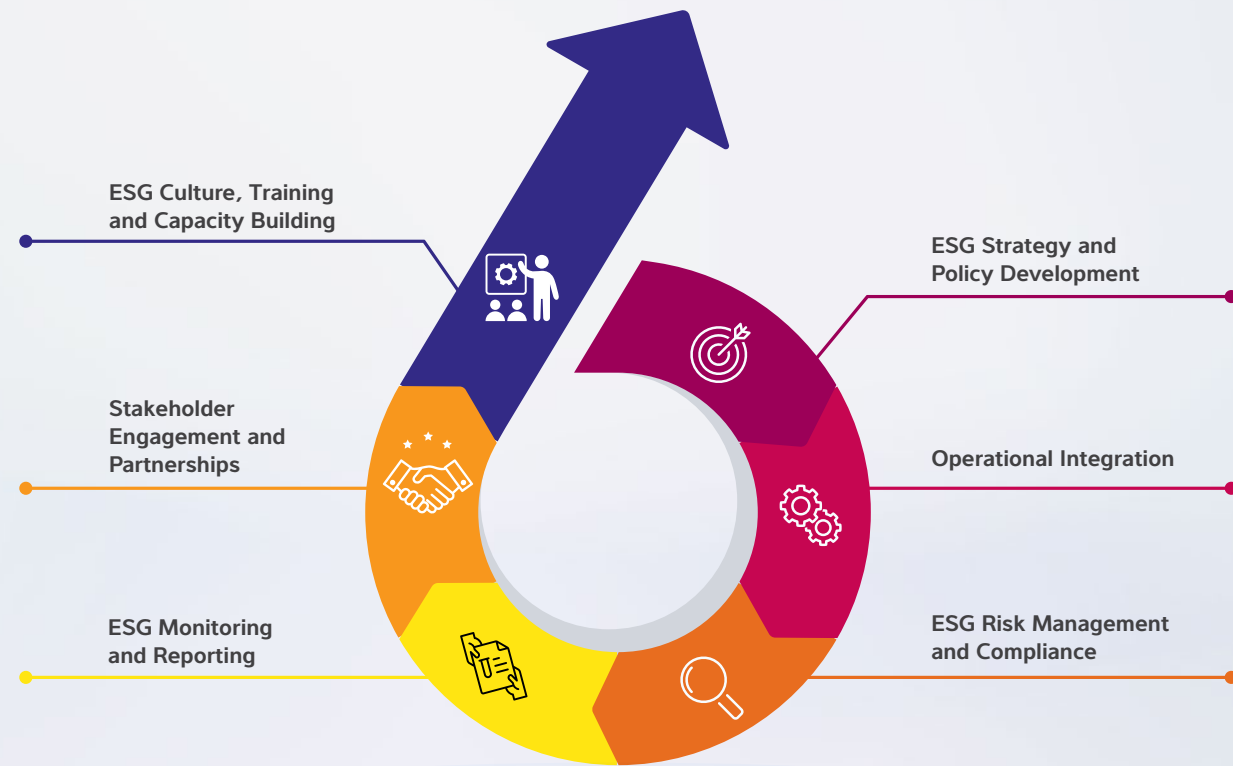 ESG Culture, Training
and Capacity Building
ESG Strategy and
Policy Development
Stakeholder
Engagement and
Partnerships
Operational Integration
ESG Monitoring
and Reporting
ESG Risk Management
and Compliance